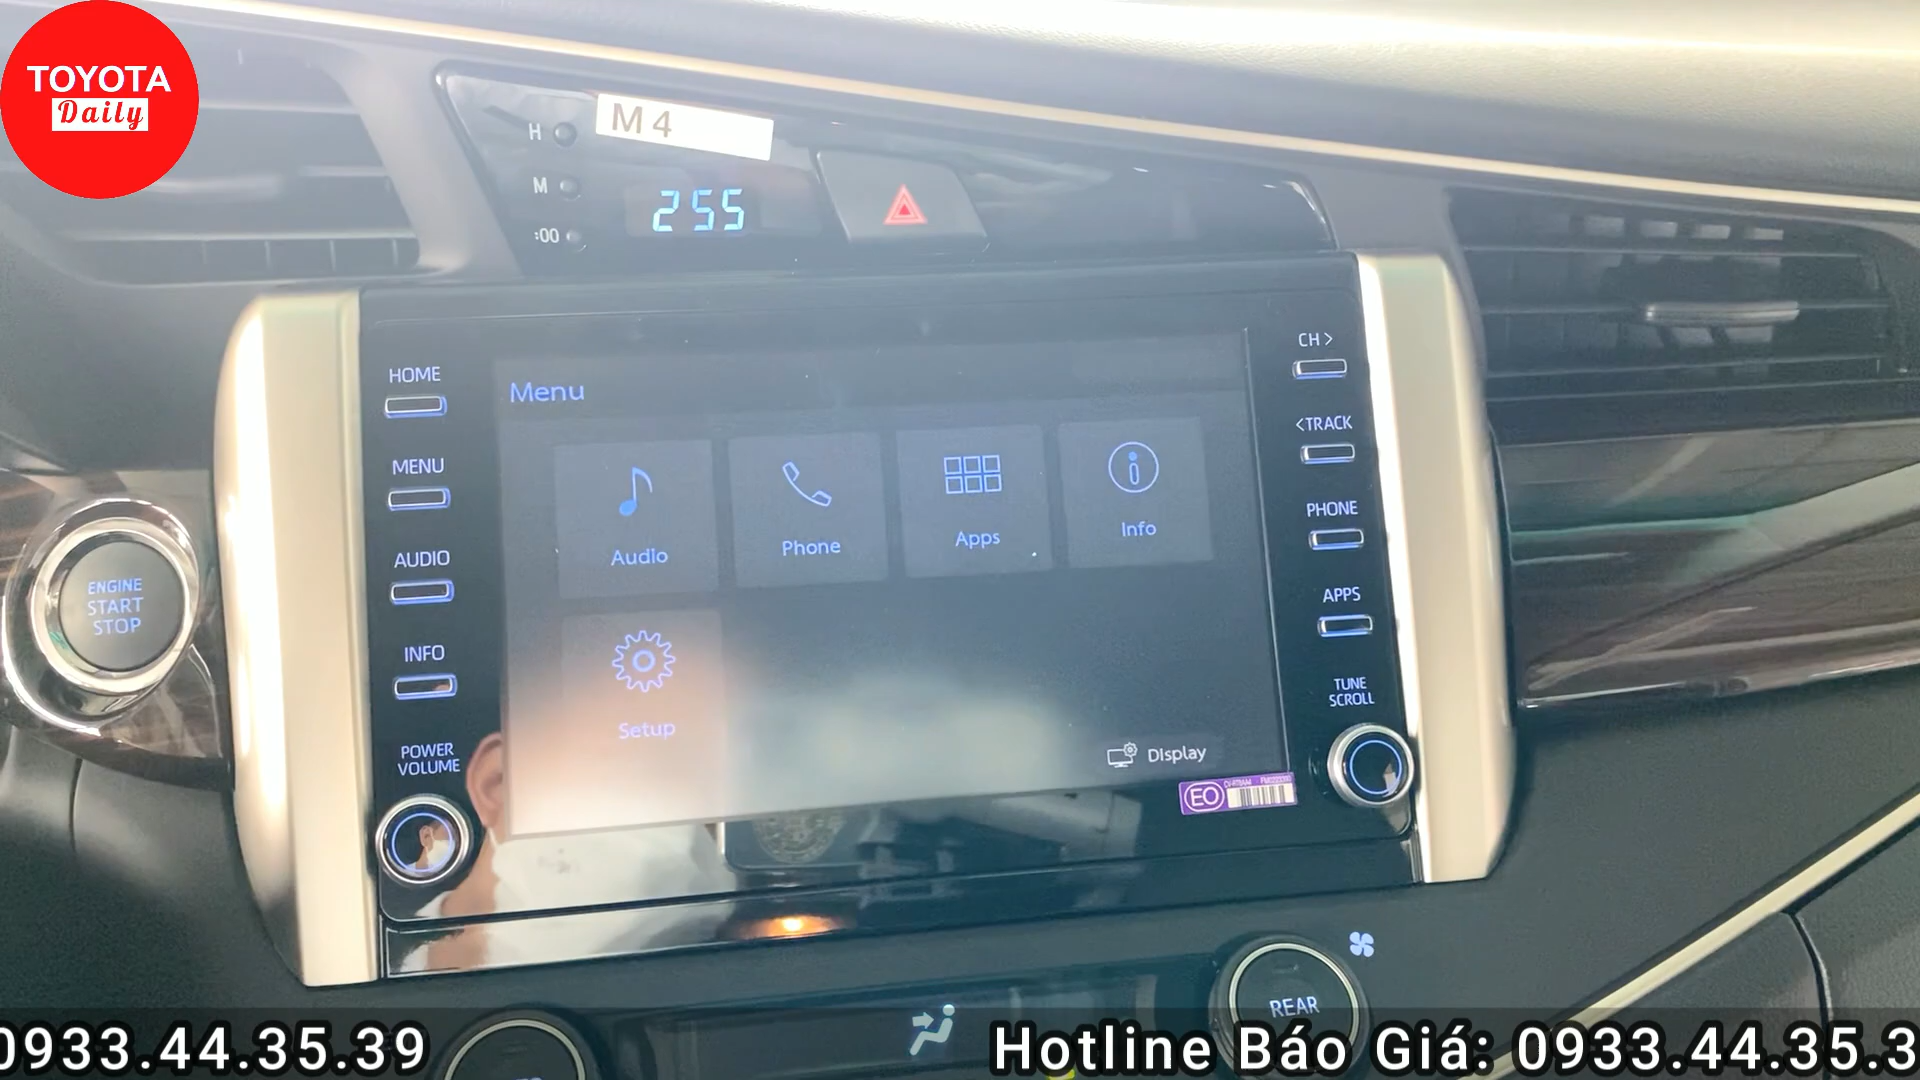 TOYOTA
Daily
H
M 4
M
:00
255
HOME
MENU
AUDIO
INFO
POWER
VOLUME
ENGINE
START
STOP
Menu
Audio
Phone
Apps
Info
Setup
Display
EO
CH >
<TRACK
PHONE
APPS
TUNE
SCROLL
REAR
0933.44.35.39
Hotline Báo Giá: 0933.44.35.3